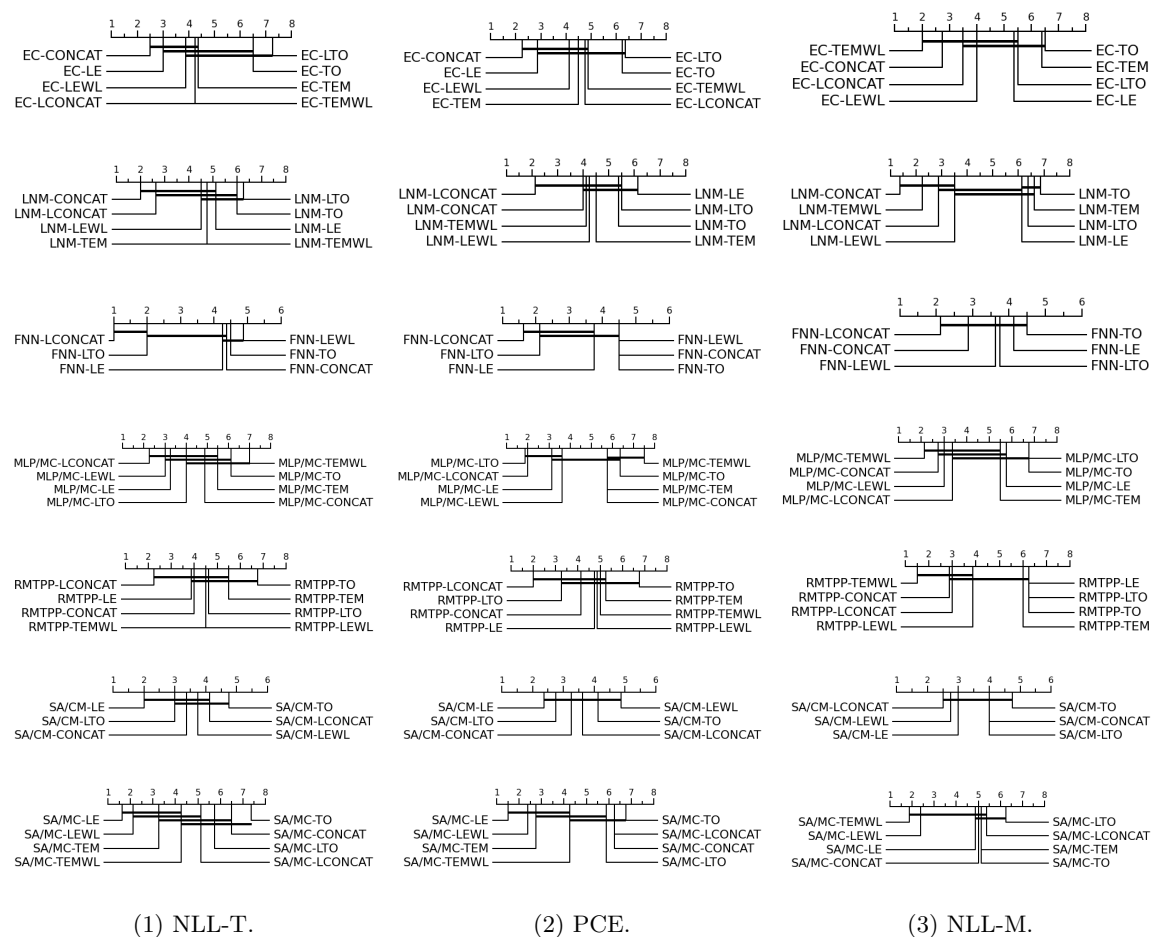 1 2 3 4 5 6 7 8
EC-CONCAT EC-LTO
EC-LE EC-TO
EC-LEWL EC-TEM
EC-LCONCAT EC-TEMWL
1 2 3 4 5 6 7 8
EC-CONCAT EC-LTO
EC-LE EC-TO
EC-LEWL EC-TEMWL
EC-TEM EC-LCONCAT
1 2 3 4 5 6 7 8
EC-TEMWL EC-TO
EC-CONCAT EC-TEM
EC-LCONCAT EC-LTO
EC-LEWL EC-LE
1 2 3 4 5 6 7 8
LNM-CONCAT LNM-LTO
LNM-LCONCAT LNM-TO
LNM-LEWL LNM-LE
LNM-TEM LNM-TEMWL
1 2 3 4 5 6 7 8
LNM-LCONCAT LNM-LE
LNM-CONCAT LNM-LTO
LNM-TEMWL LNM-TO
LNM-LEWL LNM-TEM
1 2 3 4 5 6 7 8
LNM-CONCAT LNM-TO
LNM-TEMWL LNM-TEM
LNM-LCONCAT LNM-LTO
LNM-LEWL LNM-LE
1 2 3 4 5 6
FNN-LCONCAT FNN-LEWL
FNN-LTO FNN-TO
FNN-LE FNN-CONCAT
1 2 3 4 5 6
FNN-LCONCAT FNN-LEWL
FNN-LTO FNN-CONCAT
FNN-LE FNN-TO
1 2 3 4 5 6
FNN-LCONCAT FNN-TO
FNN-CONCAT FNN-LE
FNN-LEWL FNN-LTO
1 2 3 4 5 6 7 8
MLP/MC-LCONCAT MLP/MC-TEMWL
MLP/MC-LEWL MLP/MC-TO
MLP/MC-LE MLP/MC-TEM
MLP/MC-LTO MLP/MC-CONCAT
1 2 3 4 5 6 7 8
MLP/MC-LTO MLP/MC-TEMWL
MLP/MC-LCONCAT MLP/MC-TO
MLP/MC-LE MLP/MC-TEM
MLP/MC-LEWL MLP/MC-CONCAT
1 2 3 4 5 6 7 8
MLP/MC-TEMWL MLP/MC-LTO
MLP/MC-CONCAT MLP/MC-TO
MLP/MC-LEWL MLP/MC-LE
MLP/MC-LCONCAT MLP/MC-TEM
1 2 3 4 5 6 7 8
RMTPP-LCONCAT RMTPP-TO
RMTPP-LE RMTPP-TEM
RMTPP-CONCAT RMTPP-LTO
RMTPP-TEMWL RMTPP-LEWL
1 2 3 4 5 6 7 8
RMTPP-LCONCAT RMTPP-TO
RMTPP-LTO RMTPP-TEM
RMTPP-CONCAT RMTPP-TEMWL
RMTPP-LE RMTPP-LEWL
1 2 3 4 5 6 7 8
RMTPP-TEMWL RMTPP-LE
RMTPP-CONCAT RMTPP-LTO
RMTPP-LCONCAT RMTPP-TO
RMTPP-LEWL RMTPP-TEM
1 2 3 4 5 6
SA/CM-LE SA/CM-TO
SA/CM-LTO SA/CM-LCONCAT
SA/CM-CONCAT SA/CM-LEWL
1 2 3 4 5 6
SA/CM-LE SA/CM-LEWL
SA/CM-LTO SA/CM-TO
SA/CM-CONCAT SA/CM-LCONCAT
1 2 3 4 5 6
SA/CM-LCONCAT SA/CM-TO
SA/CM-LEWL SA/CM-CONCAT
SA/CM-LE SA/CM-LTO
1 2 3 4 5 6 7 8
SA/MC-LE SA/MC-TO
SA/MC-LEWL SA/MC-CONCAT
SA/MC-TEM SA/MC-LTO
SA/MC-TEMWL SA/MC-LCONCAT
1 2 3 4 5 6 7 8
SA/MC-LE SA/MC-TO
SA/MC-LEWL SA/MC-LCONCAT
SA/MC-TEM SA/MC-CONCAT
SA/MC-TEMWL SA/MC-LTO
1 2 3 4 5 6 7 8
SA/MC-TEMWL SA/MC-LTO
SA/MC-LEWL SA/MC-LCONCAT
SA/MC-LE SA/MC-TEM
SA/MC-CONCAT SA/MC-TO
(1) NLL-T.
(2) PCE.
(3) NLL-M.